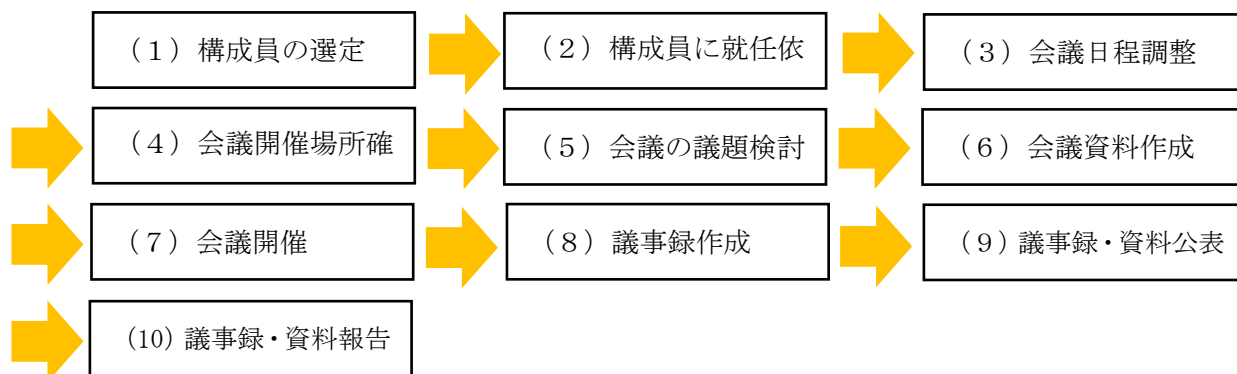 （１）構成員の選定
（２）構成員に就任依
（３）会議日程調整
（４）会議開催場所確
（５）会議の議題検討
（６）会議資料作成
（７）会議開催
（８）議事録作成
（９）議事録・資料公表
（10）議事録・資料報告